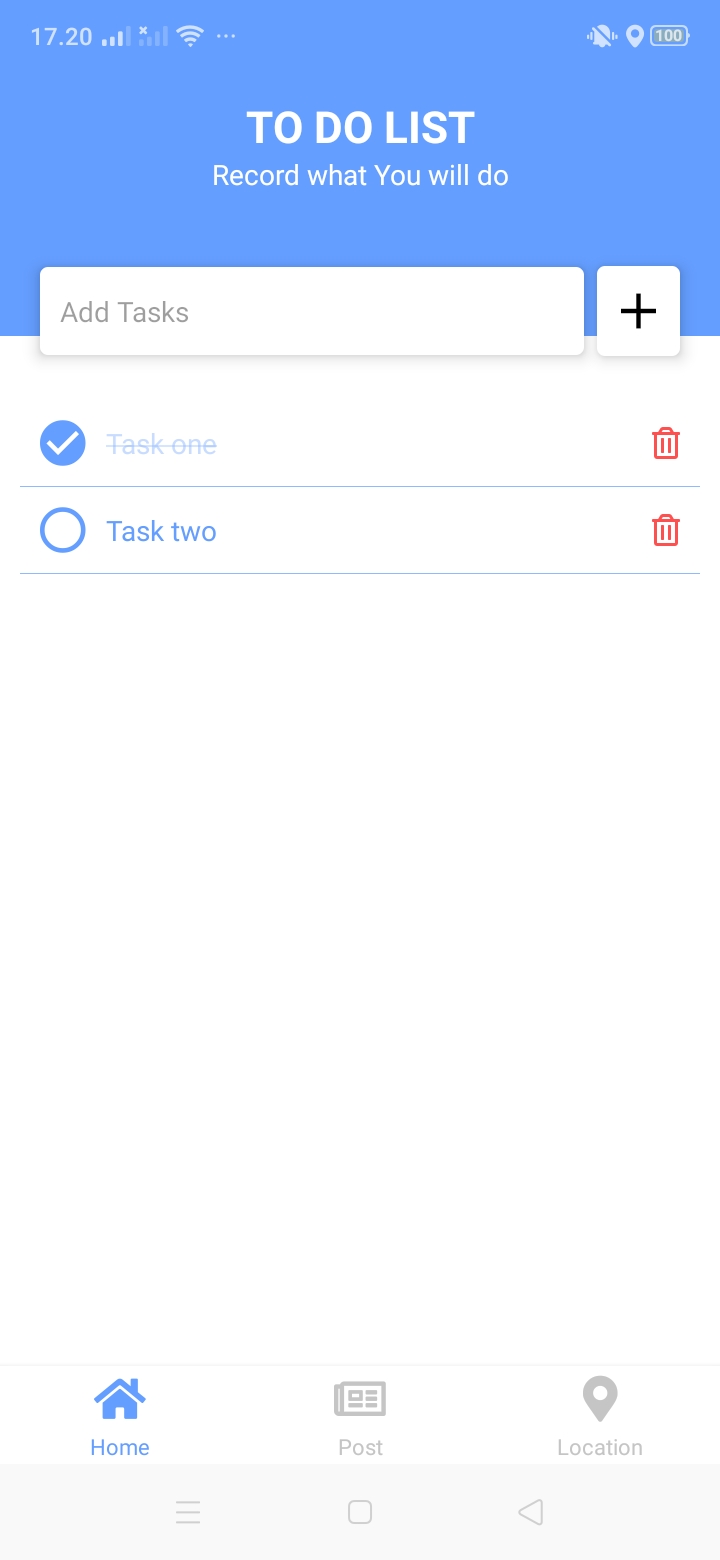 17.20
100
TO DO LIST
Record what You will do
Add Tasks
Task one
Task two
Home
Post
Location